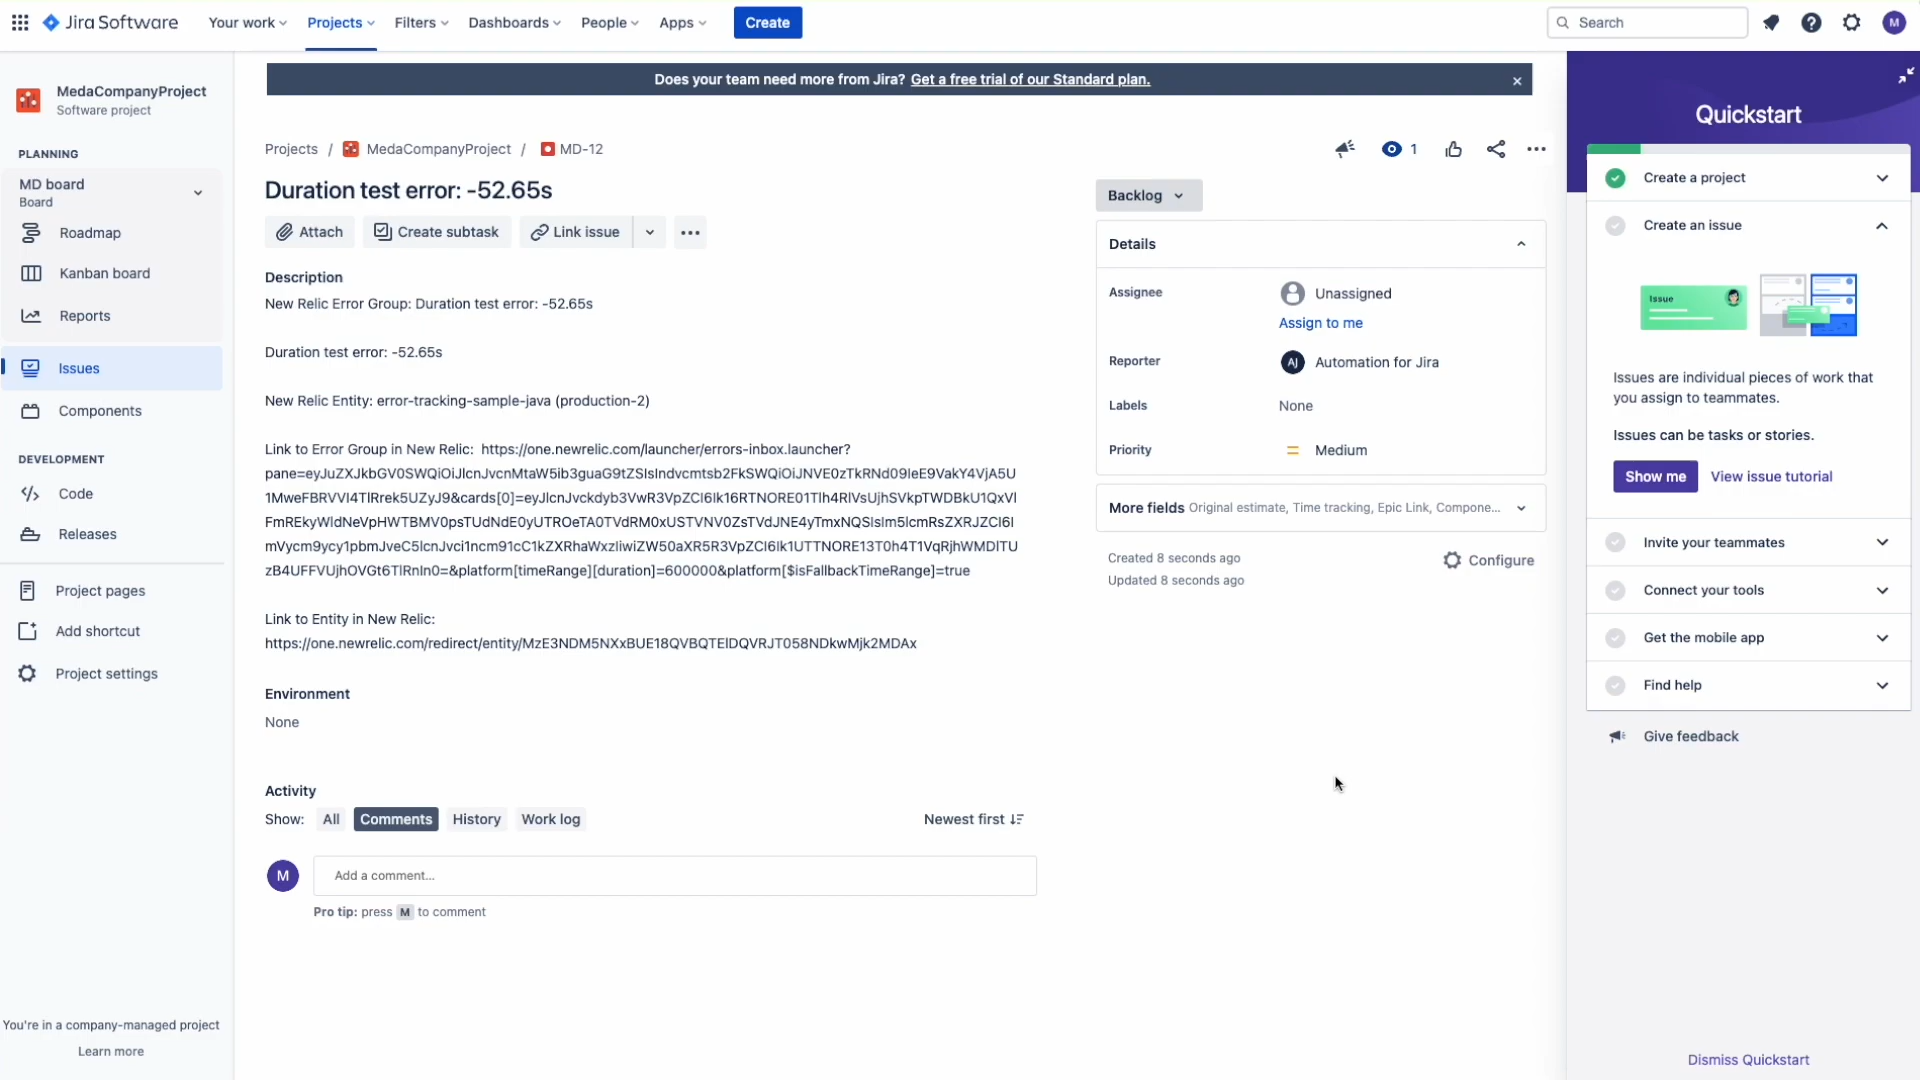 Jira Software
Your work
Projects
Filters
Dashboards
People
Apps
Create
Search
M
MedaCompanyProject
Software project
PLANNING
MD board
Board
Roadmap
Kanban board
Reports
Issues
Components
DEVELOPMENT
Code
Releases
Project pages
Add shortcut
Project settings
You're in a company-managed project
Learn more
Does your team need more from Jira? Get a free trial of our Standard plan.
Projects / MedaCompanyProject / MD-12
1
Duration test error: -52.65s
Attach
Create subtask
Link issue
Description
New Relic Error Group: Duration test error: -52.65s
Duration test error: -52.65s
New Relic Entity: error-tracking-sample-java (production-2)
Link to Error Group in New Relic: https://one.newrelic.com/launcher/errors-inbox.launcher?
zB4UFFVUjhOVGt6TlRnIn0=&platform[timeRange][duration]=600000&platform[$isFallbackTimeRange]=true
Link to Entity in New Relic:
https://one.newrelic.com/redirect/entity/MzE3NDM5NXxBUE18QVBQTElDQVRJT058NDkwMjk2MDAx
Environment
None
Activity
Show: All Comments History Work log
Newest first
M
Add a comment...
Pro tip: press M to comment
Backlog
Details
Assignee
Unassigned
Assign to me
Reporter
AJ
Automation for Jira
Labels
None
Priority
Medium
More fields Original estimate, Time tracking, Epic Link, Compone...
Created 8 seconds ago
Updated 8 seconds ago
Configure
Quickstart
Create a project
Create an issue
Issue
Issues are individual pieces of work that
you assign to teammates.
Issues can be tasks or stories.
Show me
View issue tutorial
Invite your teammates
Connect your tools
Get the mobile app
Find help
Give feedback
Dismiss Quickstart